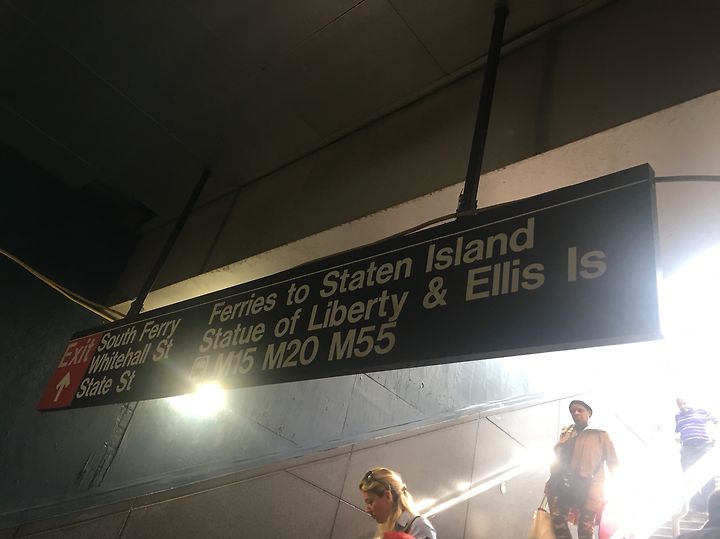 Exit
South Ferry
Whitehall St
State St
Ferries to Staten Island
Statue of Liberty & Ellis Is
M15 M20 M55